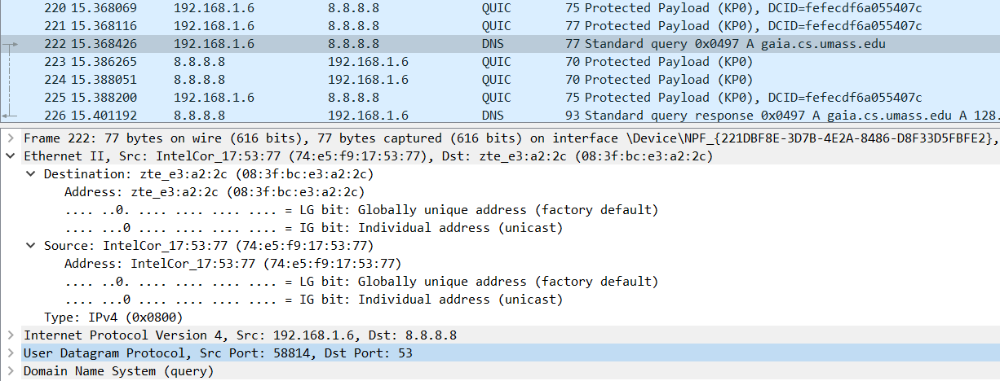 220 15.368069 192.168.1.6 8.8.8.8 QUIC 75 Protected Payload (KP0), DCID=fefecdf6a055407c
221 15.368116 192.168.1.6 8.8.8.8 QUIC 77 Protected Payload (KP0), DCID=fefecdf6a055407c
222 15.368426 192.168.1.6 8.8.8.8 DNS 77 Standard query 0x0497 A gaia.cs.umass.edu
223 15.386265 8.8.8.8 192.168.1.6 QUIC 70 Protected Payload (KP0)
224 15.388051 8.8.8.8 192.168.1.6 QUIC 70 Protected Payload (KP0)
225 15.388200 192.168.1.6 8.8.8.8 QUIC 75 Protected Payload (KP0), DCID=fefecdf6a055407c
226 15.401192 8.8.8.8 192.168.1.6 DNS 93 Standard query response 0x0497 A gaia.cs.umass.edu A 128.
Frame 222: 77 bytes on wire (616 bits), 77 bytes captured (616 bits) on interface \Device\NPF_{221DBF8E-3D7B-4E2A-8486-D8F33D5FBFE2},
Ethernet II, Src: IntelCor_17:53:77 (74:e5:f9:17:53:77), Dst: zte_e3:a2:2c (08:3f:bc:e3:a2:2c)
Destination: zte_e3:a2:2c (08:3f:bc:e3:a2:2c)
Address: zte_e3:a2:2c (08:3f:bc:e3:a2:2c)
.... ..0. .... .... .... .... = LG bit: Globally unique address (factory default)
.... ...0 .... .... .... .... = IG bit: Individual address (unicast)
Source: IntelCor_17:53:77 (74:e5:f9:17:53:77)
Address: IntelCor_17:53:77 (74:e5:f9:17:53:77)
.... ..0. .... .... .... .... = LG bit: Globally unique address (factory default)
.... ...0 .... .... .... .... = IG bit: Individual address (unicast)
Type: IPv4 (0x0800)
Internet Protocol Version 4, Src: 192.168.1.6, Dst: 8.8.8.8
User Datagram Protocol, Src Port: 58814, Dst Port: 53
Domain Name System (query)